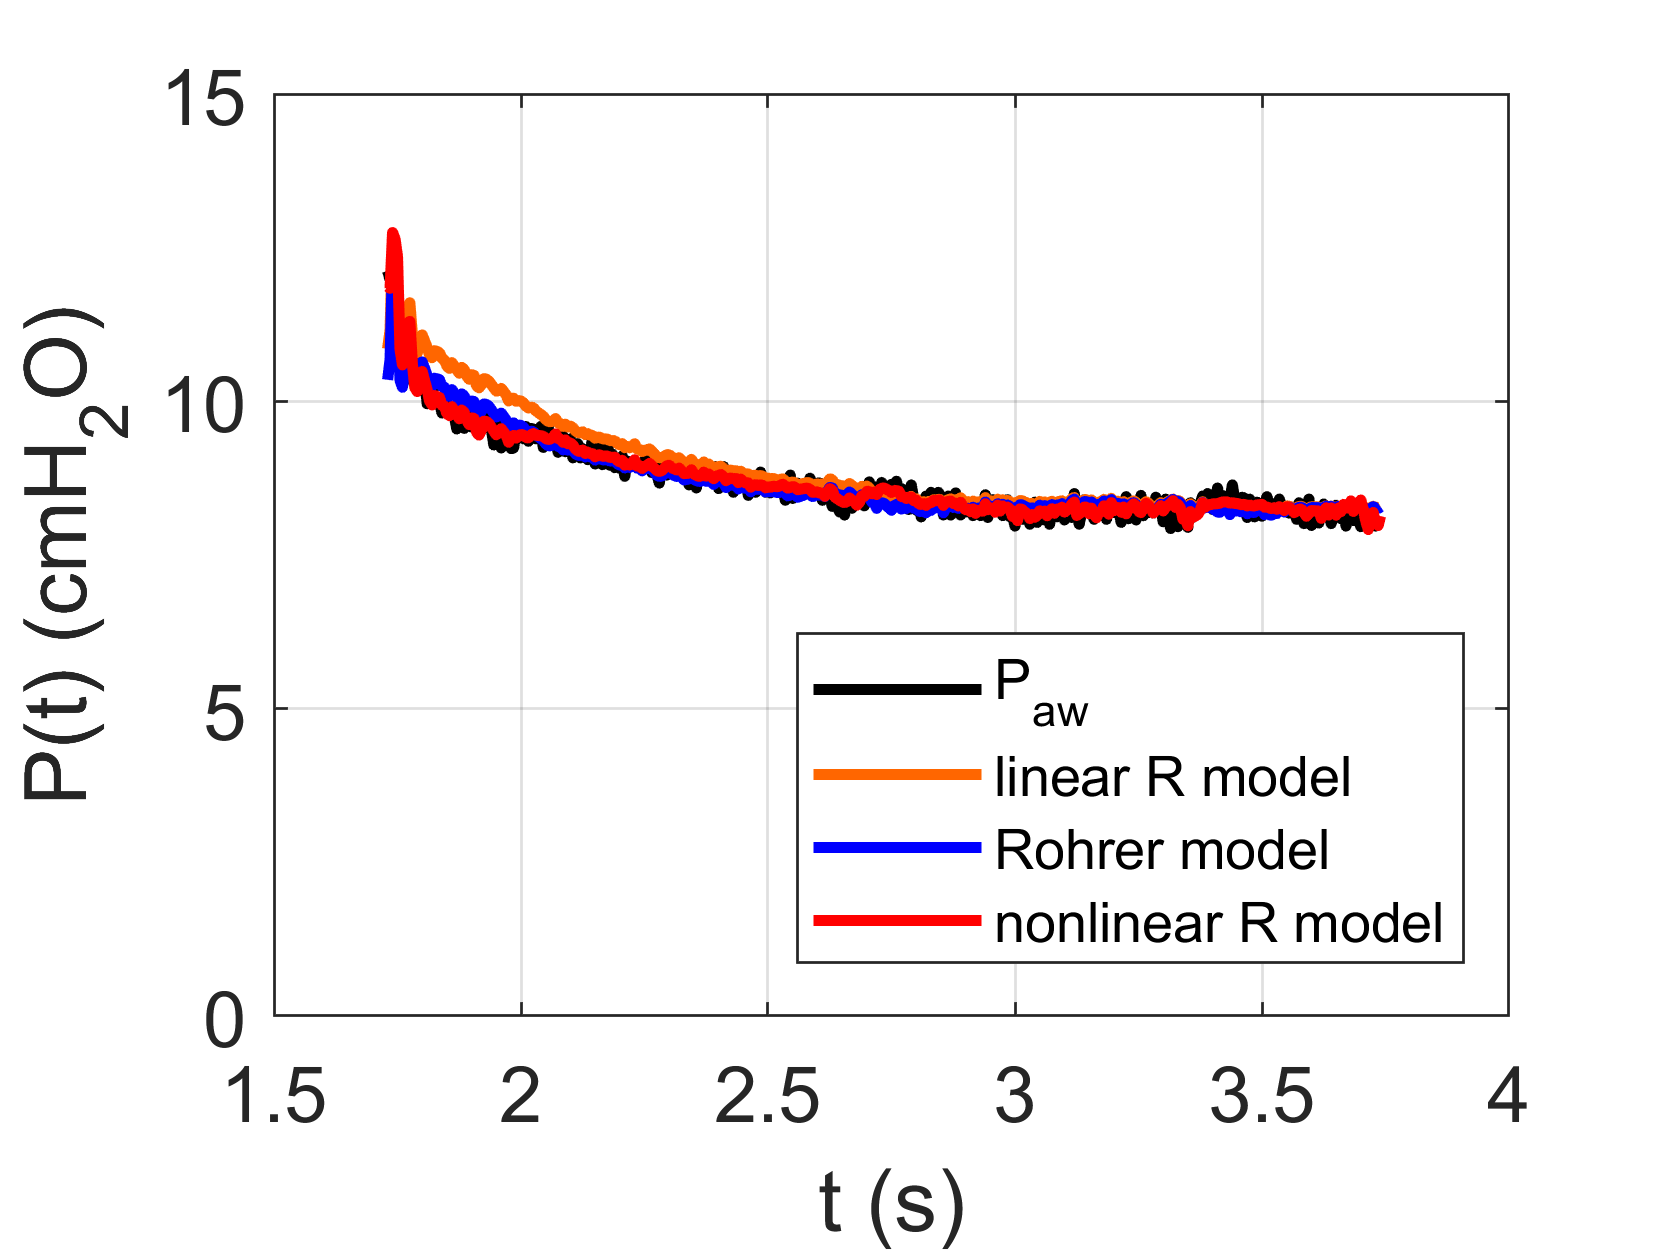 15
10
5
0
P(t) (cmH2O)
1.5 2 2.5 3 3.5 4
t (s)
Paw
linear R model
Rohrer model
nonlinear R model